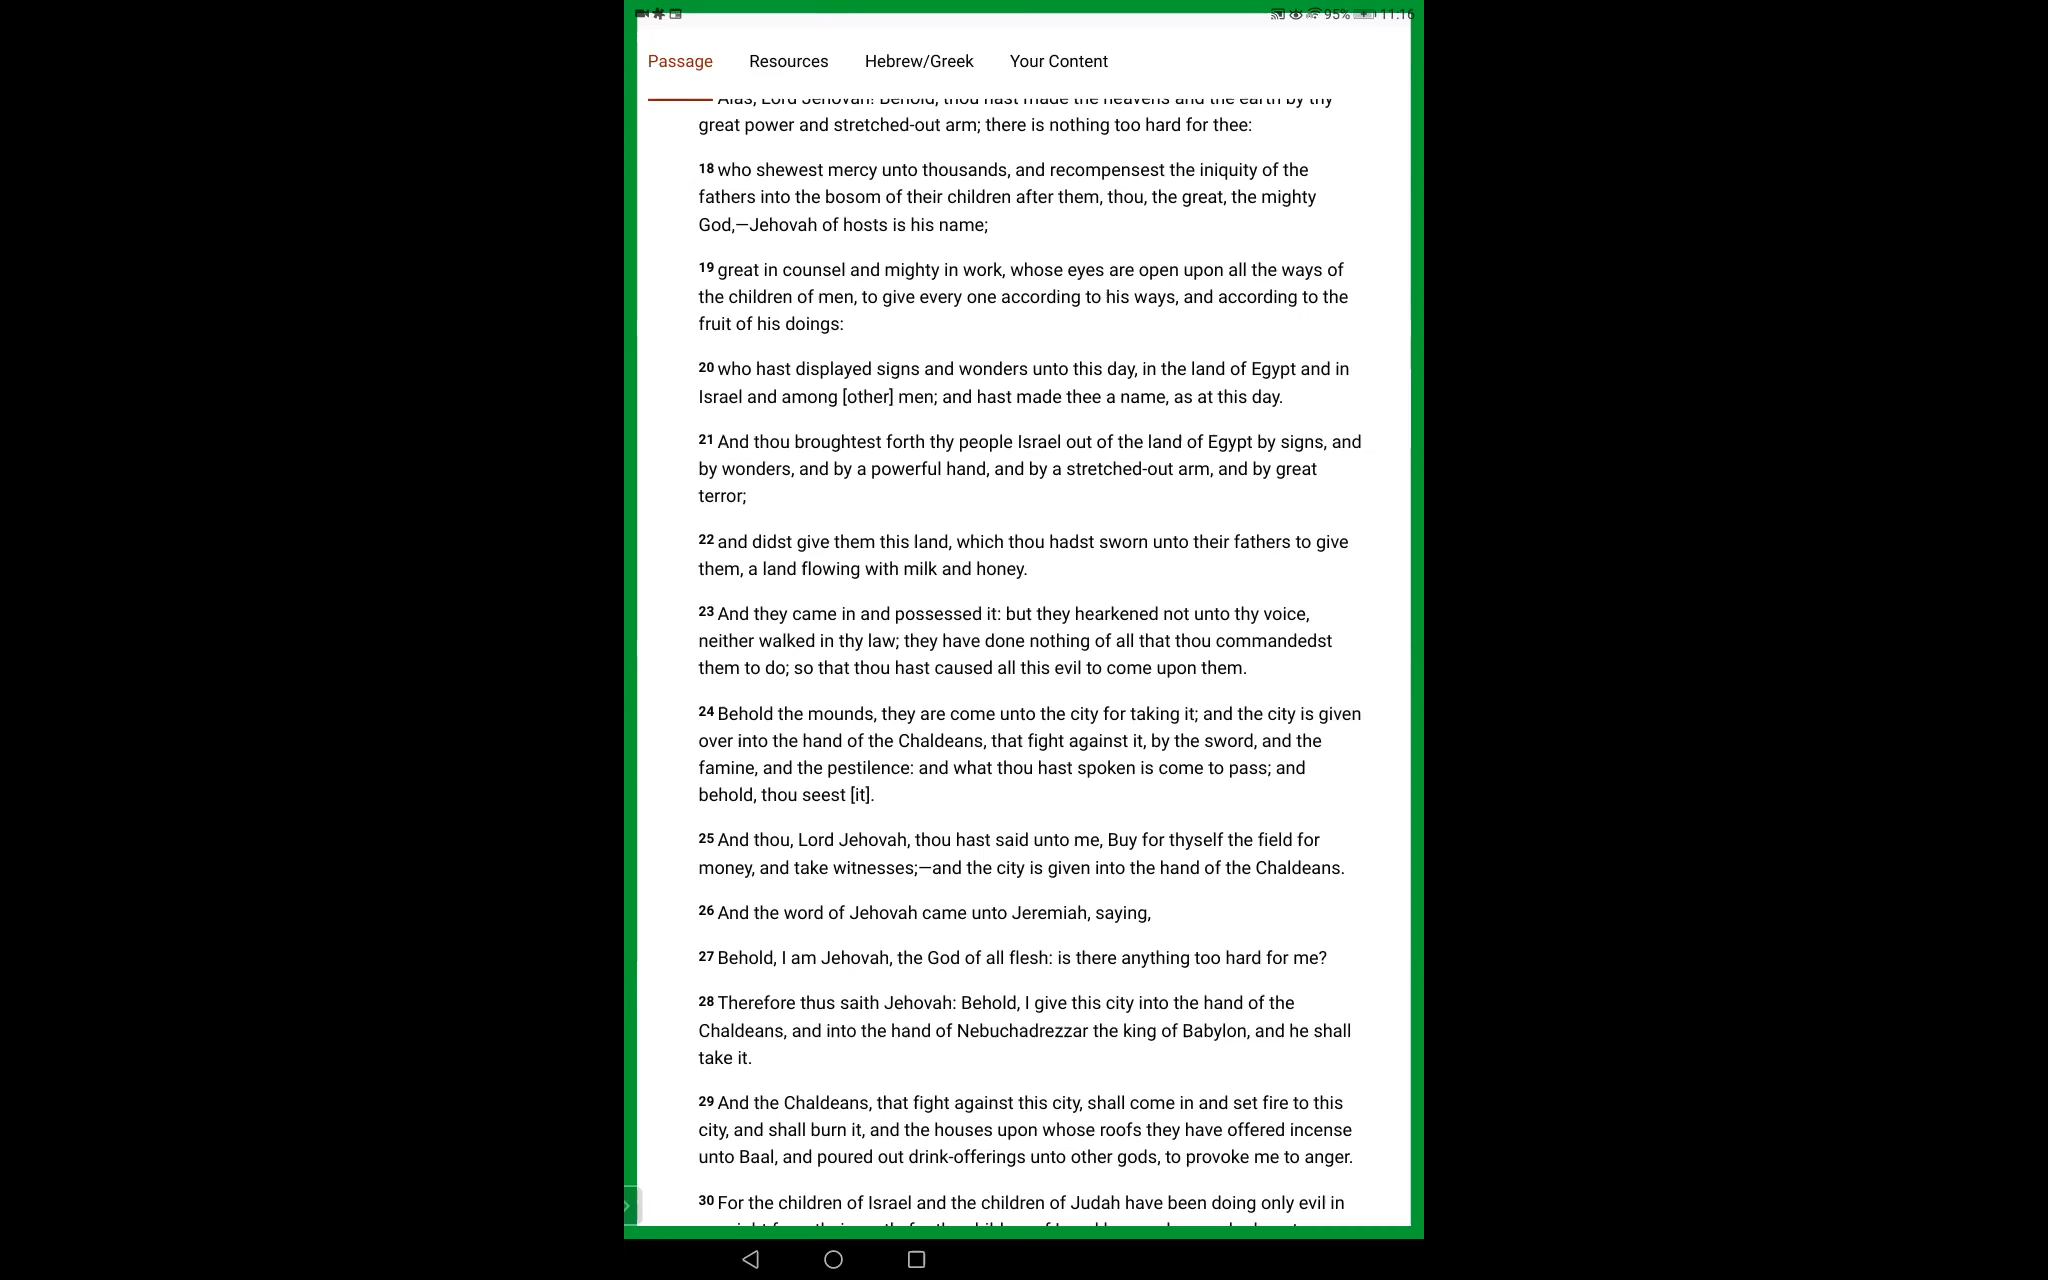 95% 11:16
Passage Resources Hebrew/Greek Your Content
Alas, Lord Jehovah! Behold, thou hast made the heavens and the earth by thy
great power and stretched-out arm; there is nothing too hard for thee:
18 who shewest mercy unto thousands, and recompensest the iniquity of the
fathers into the bosom of their children after them, thou, the great, the mighty
God,—Jehovah of hosts is his name;
19 great in counsel and mighty in work, whose eyes are open upon all the ways of
the children of men, to give every one according to his ways, and according to the
fruit of his doings:
20 who hast displayed signs and wonders unto this day, in the land of Egypt and in
Israel and among [other] men; and hast made thee a name, as at this day.
21 And thou broughtest forth thy people Israel out of the land of Egypt by signs, and
by wonders, and by a powerful hand, and by a stretched-out arm, and by great
terror;
22 and didst give them this land, which thou hadst sworn unto their fathers to give
them, a land flowing with milk and honey.
23 And they came in and possessed it: but they hearkened not unto thy voice,
neither walked in thy law; they have done nothing of all that thou commandedst
them to do; so that thou hast caused all this evil to come upon them.
24 Behold the mounds, they are come unto the city for taking it; and the city is given
over into the hand of the Chaldeans, that fight against it, by the sword, and the
famine, and the pestilence: and what thou hast spoken is come to pass; and
behold, thou seest [it].
25 And thou, Lord Jehovah, thou hast said unto me, Buy for thyself the field for
money, and take witnesses;—and the city is given into the hand of the Chaldeans.
26 And the word of Jehovah came unto Jeremiah, saying,
27 Behold, I am Jehovah, the God of all flesh: is there anything too hard for me?
28 Therefore thus saith Jehovah: Behold, I give this city into the hand of the
Chaldeans, and into the hand of Nebuchadrezzar the king of Babylon, and he shall
take it.
29 And the Chaldeans, that fight against this city, shall come in and set fire to this
city, and shall burn it, and the houses upon whose roofs they have offered incense
unto Baal, and poured out drink-offerings unto other gods, to provoke me to anger.
30 For the children of Israel and the children of Judah have been doing only evil in